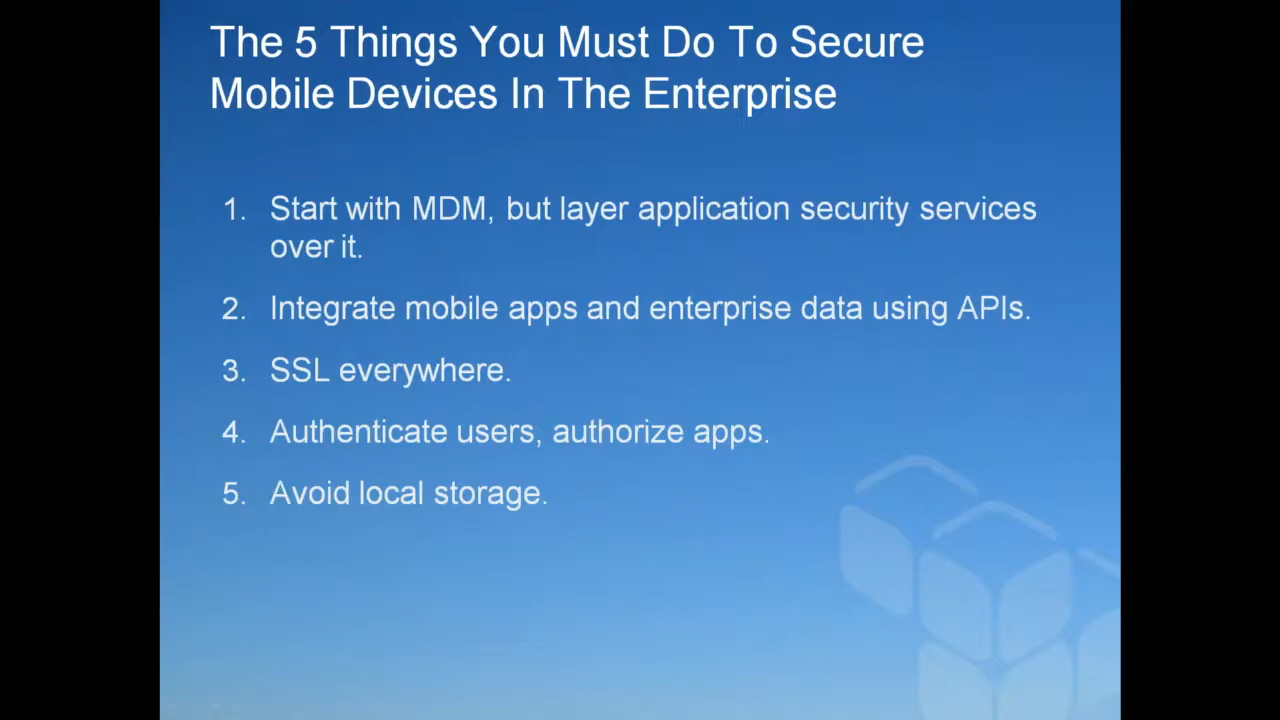 The 5 Things You Must Do To Secure
Mobile Devices In The Enterprise
1. Start with MDM, but layer application security services
over it.
2. Integrate mobile apps and enterprise data using APIs.
3. SSL everywhere.
4. Authenticate users, authorize apps.
5. Avoid local storage.